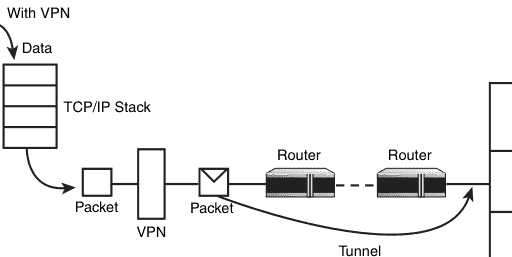 With VPN
Data
TCP/IP Stack
Router
Router
Packet
Packet
VPN
Tunnel